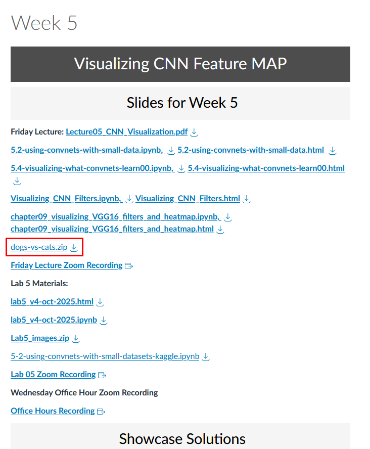 Week 5
Visualizing CNN Feature MAP
Slides for Week 5
Friday Lecture: Lecture05_CNN_Visualization.pdf
5.2-using-convnets-with-small-data.ipynb, 5.2-using-convnets-with-small-data.html
5.4-visualizing-what-convnets-learn00.ipynb, 5.4-visualizing-what-convnets-learn00.html
Visualizing_CNN_Filters.ipynb, Visualizing_CNN_Filters.html
chapter09_visualizing_VGG16_filters_and_heatmap.ipynb,
chapter09_visualizing_VGG16_filters_and_heatmap.html
dogs-vs-cats.zip
Friday Lecture Zoom Recording
Lab 5 Materials:
lab5_v4-oct-2025.html
lab5_v4-oct-2025.ipynb
Lab5_images.zip
5-2-using-convnets-with-small-datasets-kaggle.ipynb
Lab 05 Zoom Recording
Wednesday Office Hour Zoom Recording
Office Hours Recording
Showcase Solutions